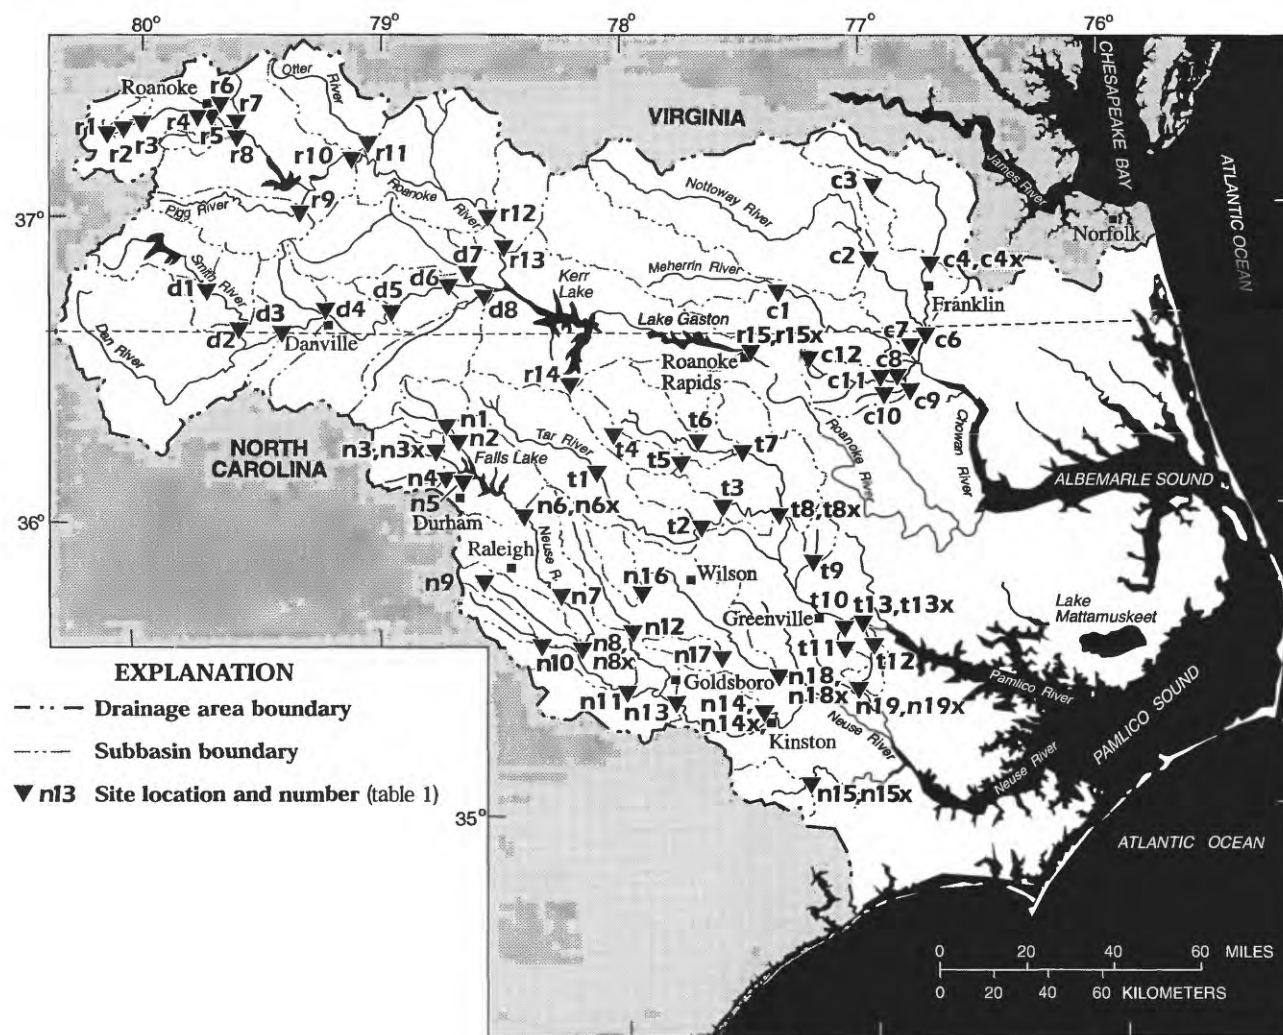 80° 79° 78° 77° 76°
37°
36°
35°
VIRGINIA
NORTH
CAROLINA
CHESAPEAKE BAY
ATLANTIC OCEAN
ATLANTIC OCEAN
ALBEMARLE SOUND
PAMLICO SOUND
Roanoke
Otter River
r6
r7
r4
r5
r8
r1
r2
r3
r10
r11
Roanoke River
r9
Pigg River
r12
r13
Nottoway River
James River
Norfolk
c3
c2
c4, c4x
Franklin
Meherrin River
c1
Smith River
d1
d2
d3
d4
d5
d6
d7
d8
Danville
Dan River
Kerr
Lake
Lake Gaston
r15,r15x
Roanoke
Rapids
r14
c12
c7
c6
c8
c11
c10
c9
Chowan River
Roanoke River
n1
n2
n3,n3x
Falls Lake
n4
n5
Durham
n6,n6x
Raleigh
Neuse R.
Tar River
t1
t4
t6
t5
t7
t3
t2
t8,t8x
t9
Wilson
n9
n7
n16
t10
t13,t13x
Greenville
t11
t12
Lake
Mattamuskeet
Pamlico River
n12
n8,
n8x
n10
n17
n18,
n18x
Goldsboro
n11
n13
n14,
n14x,
Kinston
n19,n19x
Neuse River
Neuse River
n15,n15x
EXPLANATION
Drainage area boundary
Subbasin boundary
n13 Site location and number (table 1)
0 20 40 60 MILES
0 20 40 60 KILOMETERS